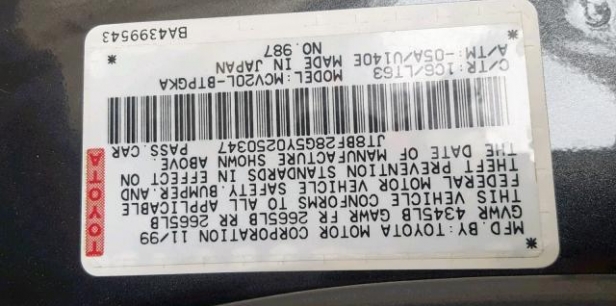 MFD. BY: TOYOTA MOTOR CORPORATION 11/99
GVWR 4345LB GAWR FR 2665LB RR 2665LB
THIS VEHICLE CONFORMS TO ALL APPLICABLE
FEDERAL MOTOR VEHICLE SAFETY, BUMPER, AND
THEFT PREVENTION STANDARDS IN EFFECT ON
THE DATE OF MANUFACTURE SHOWN ABOVE.
JT8BF28G5Y0250347 PASS. CAR
TOYOTA
MODEL: MCV20L-BTPGKA
C/TR: 1C6/LT63 MADE IN JAPAN
A/TM: -05A/U140E NO. 987
BA4399543